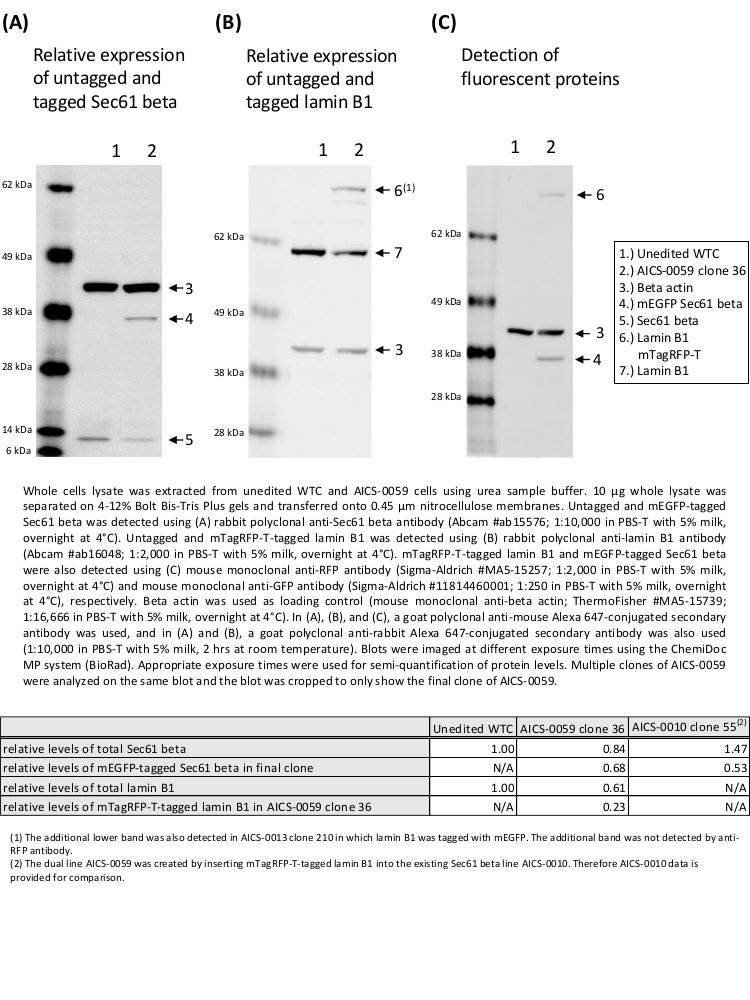 (A)
Relative expression
of untagged and
tagged Sec61 beta
1 2
62 kDa
49 kDa
38 kDa
28 kDa
14 kDa
6 kDa
3
4
5
(B)
Relative expression
of untagged and
tagged lamin B1
1 2
62 kDa
49 kDa
38 kDa
28 kDa
6(1)
7
3
(C)
Detection of
fluorescent proteins
1 2
62 kDa
49 kDa
38 kDa
28 kDa
6
3
4
1.) Unedited WTC
2.) AICS-0059 clone 36
3.) Beta actin
4.) mEGFP Sec61 beta
5.) Sec61 beta
6.) Lamin B1
mTagRFP-T
7.) Lamin B1
Whole cells lysate was extracted from unedited WTC and AICS-0059 cells using urea sample buffer. 10 µg whole lysate was
separated on 4-12% Bolt Bis-Tris Plus gels and transferred onto 0.45 µm nitrocellulose membranes. Untagged and mEGFP-tagged
Sec61 beta was detected using (A) rabbit polyclonal anti-Sec61 beta antibody (Abcam #ab15576; 1:10,000 in PBS-T with 5% milk,
overnight at 4°C). Untagged and mTagRFP-T-tagged lamin B1 was detected using (B) rabbit polyclonal anti-lamin B1 antibody
(Abcam #ab16048; 1:2,000 in PBS-T with 5% milk, overnight at 4°C). mTagRFP-T-tagged lamin B1 and mEGFP-tagged Sec61 beta
were also detected using (C) mouse monoclonal anti-RFP antibody (Sigma-Aldrich #MA5-15257; 1:2,000 in PBS-T with 5% milk,
overnight at 4°C) and mouse monoclonal anti-GFP antibody (Sigma-Aldrich #11814460001; 1:250 in PBS-T with 5% milk, overnight
at 4°C), respectively. Beta actin was used as loading control (mouse monoclonal anti-beta actin; ThermoFisher #MA5-15739;
1:16,666 in PBS-T with 5% milk, overnight at 4°C). In (A), (B), and (C), a goat polyclonal anti-mouse Alexa 647-conjugated secondary
antibody was used, and in (A) and (B), a goat polyclonal anti-rabbit Alexa 647-conjugated secondary antibody was also used
(1:10,000 in PBS-T with 5% milk, 2 hrs at room temperature). Blots were imaged at different exposure times using the ChemiDoc
MP system (BioRad). Appropriate exposure times were used for semi-quantification of protein levels. Multiple clones of AICS-0059
were analyzed on the same blot and the blot was cropped to only show the final clone of AICS-0059.
Unedited WTC AICS-0059 clone 36 AICS-0010 clone 55(2)
relative levels of total Sec61 beta 1.00 0.84 1.47
relative levels of mEGFP-tagged Sec61 beta in final clone N/A 0.68 0.53
relative levels of total lamin B1 1.00 0.61 N/A
relative levels of mTagRFP-T-tagged lamin B1 in AICS-0059 clone 36 N/A 0.23 N/A
(1) The additional lower band was also detected in AICS-0013 clone 210 in which lamin B1 was tagged with mEGFP. The additional band was not detected by anti-
RFP antibody.
(2) The dual line AICS-0059 was created by inserting mTagRFP-T-tagged lamin B1 into the existing Sec61 beta line AICS-0010. Therefore AICS-0010 data is
provided for comparison.